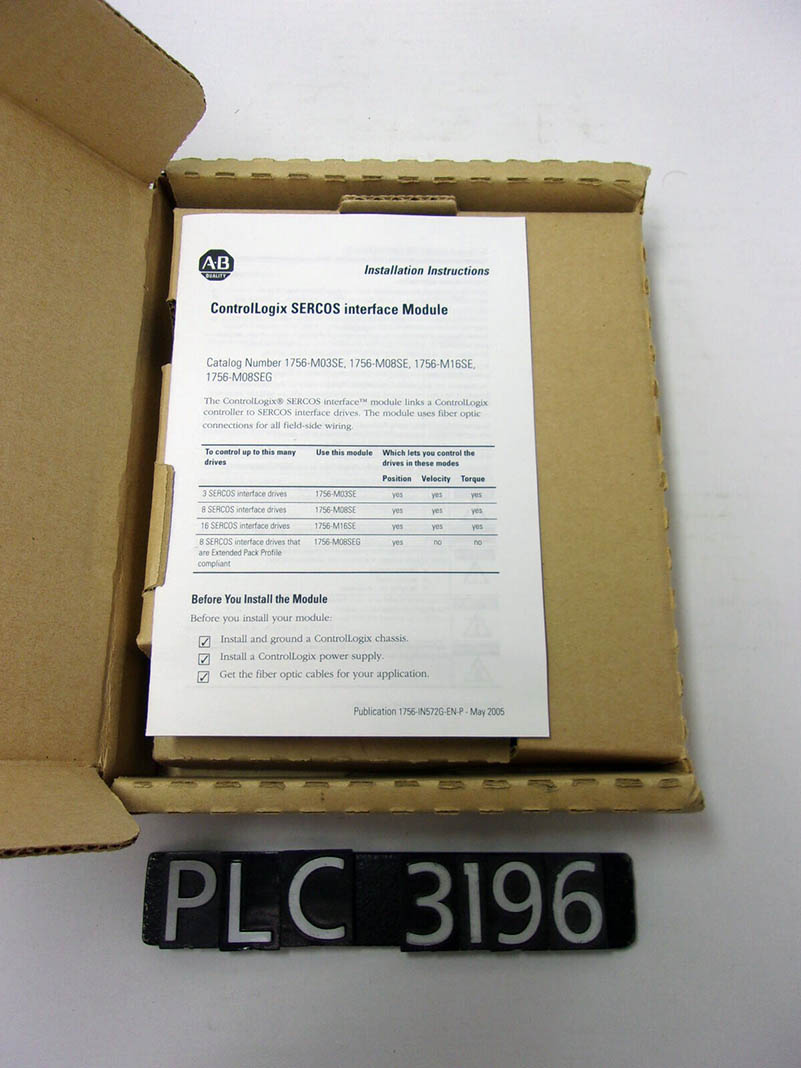 A·B
QUALITY
Installation Instructions
ControlLogix SERCOS interface Module
Catalog Number 1756-M03SE, 1756-M08SE, 1756-M16SE,
1756-M08SEG
The ControlLogix® SERCOS interface™ module links a ControlLogix
controller to SERCOS interface drives. The module uses fiber optic
connections for all field-side wiring.
To control up to this many Use this module Which lets you control the
drives drives in these modes
Position Velocity Torque
3 SERCOS interface drives 1756-M03SE yes yes yes
8 SERCOS interface drives 1756-M08SE yes yes yes
16 SERCOS interface drives 1756-M16SE yes yes yes
8 SERCOS interface drives that 1756-M08SEG yes no no
are Extended Pack Profile
compliant
Before You Install the Module
Before you install your module:
Install and ground a ControlLogix chassis.
Install a ControlLogix power supply.
Get the fiber optic cables for your application.
Publication 1756-IN572G-EN-P - May 2005
PLC 3196